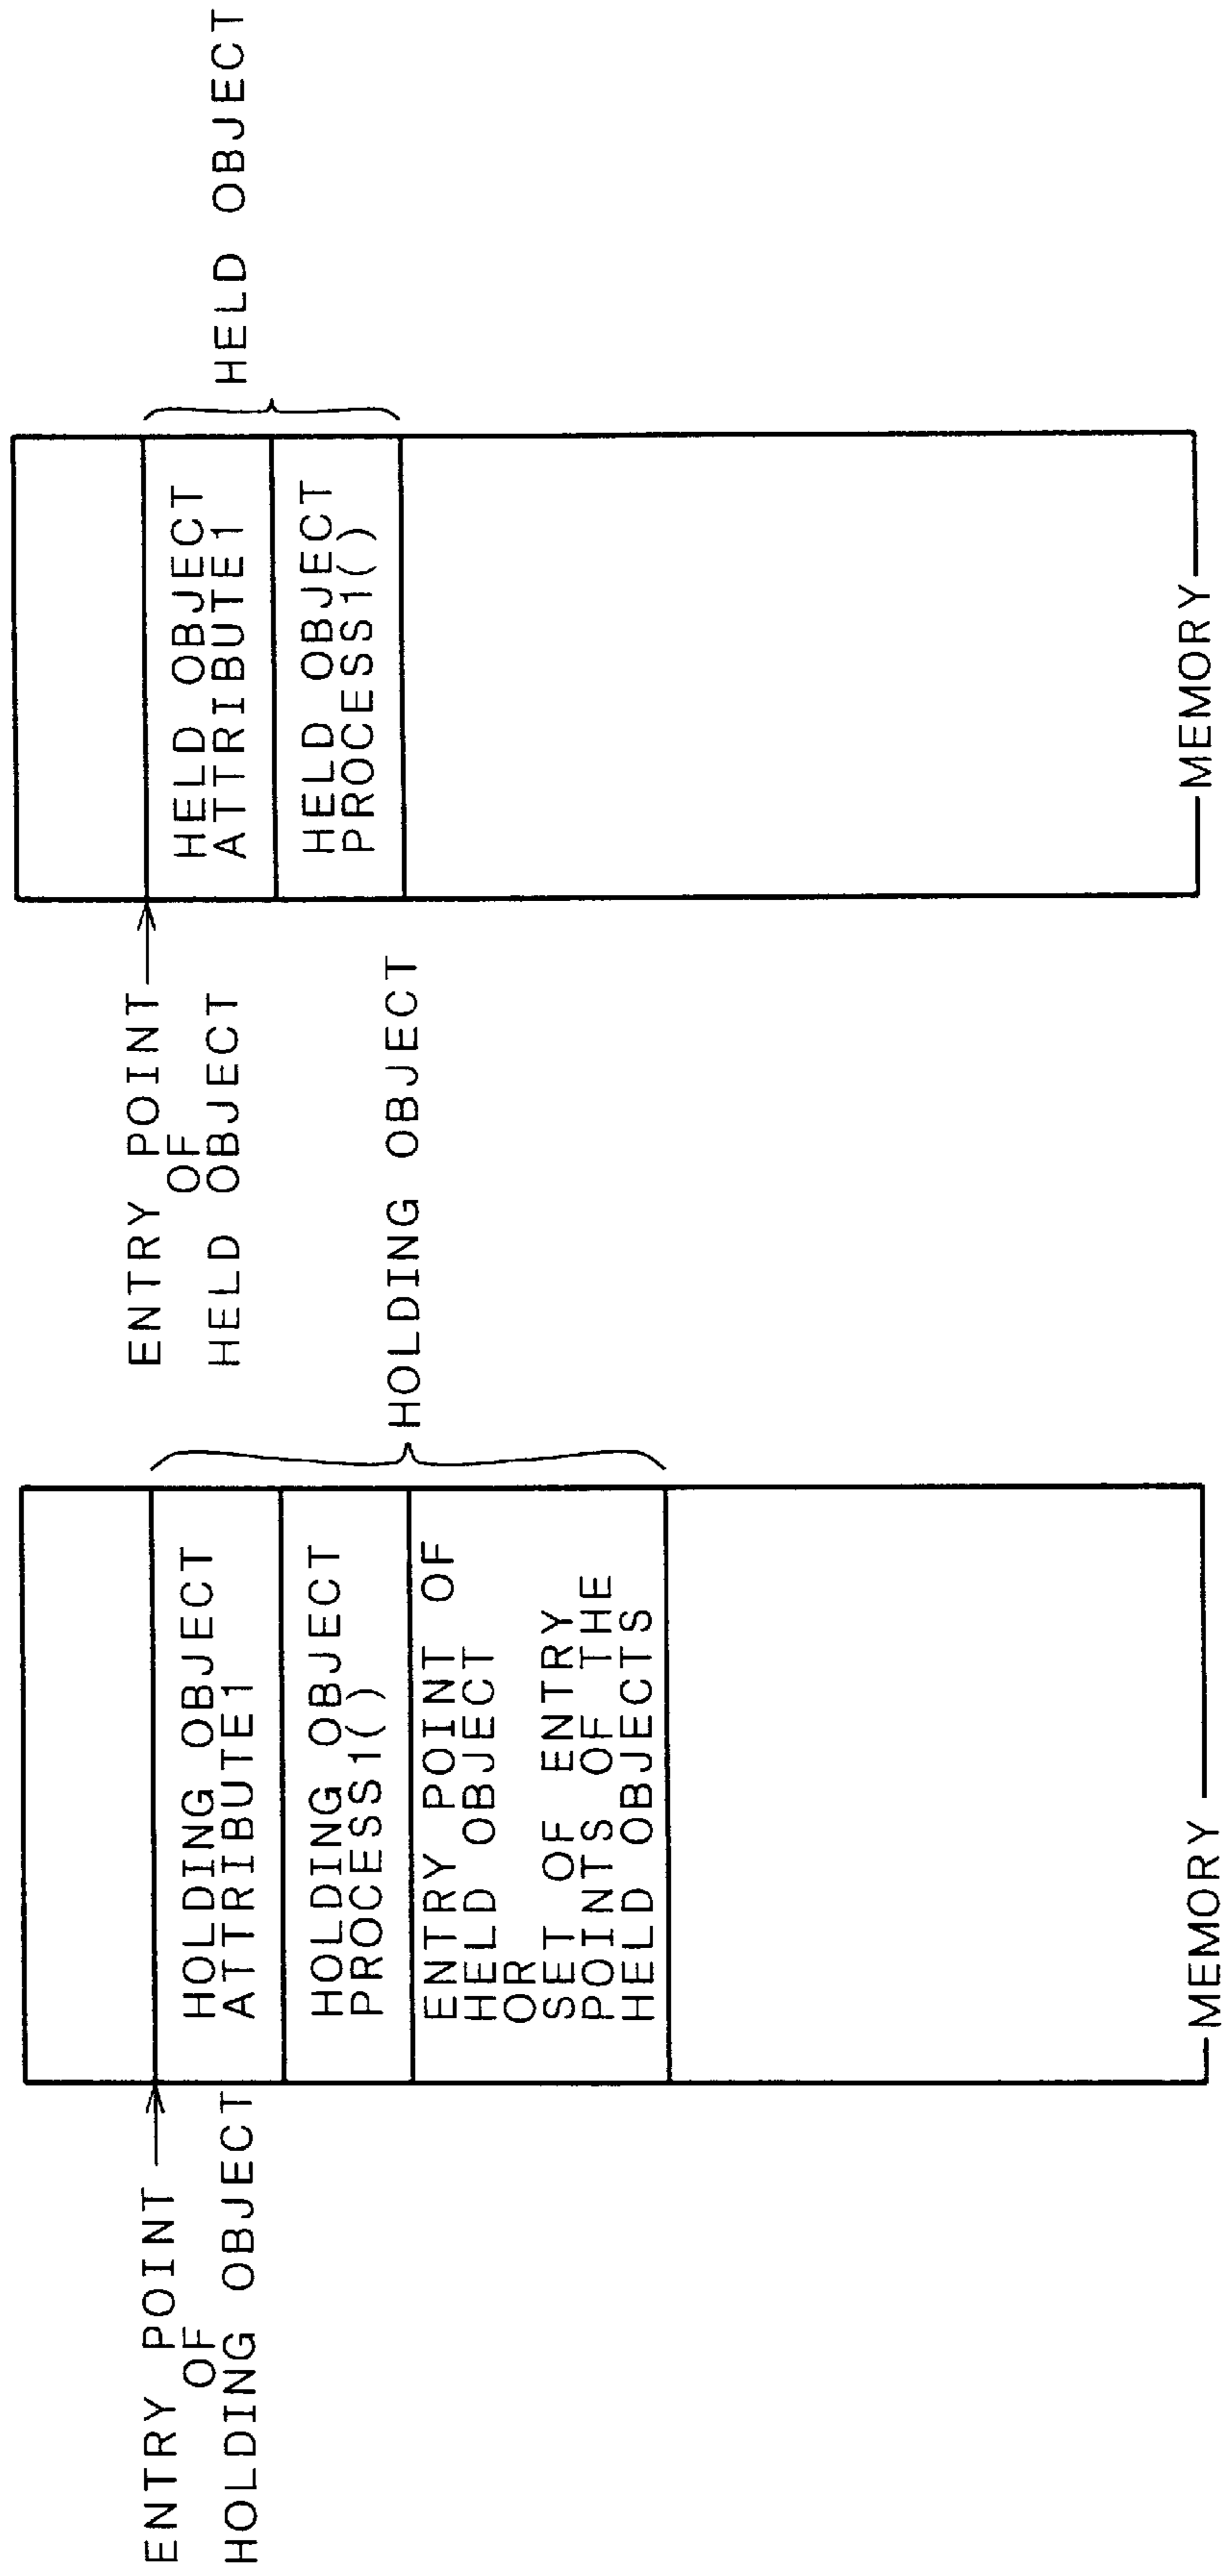 ENTRY POINT
OF
HOLDING OBJECT
HOLDING OBJECT
ATTRIBUTE1
HOLDING OBJECT
PROCESS1()
ENTRY POINT OF
HELD OBJECT
OR
SET OF ENTRY
POINTS OF THE
HELD OBJECTS
MEMORY
HOLDING OBJECT
ENTRY POINT
OF
HELD OBJECT
HELD OBJECT
ATTRIBUTE1
HELD OBJECT
PROCESS1()
MEMORY
HELD OBJECT